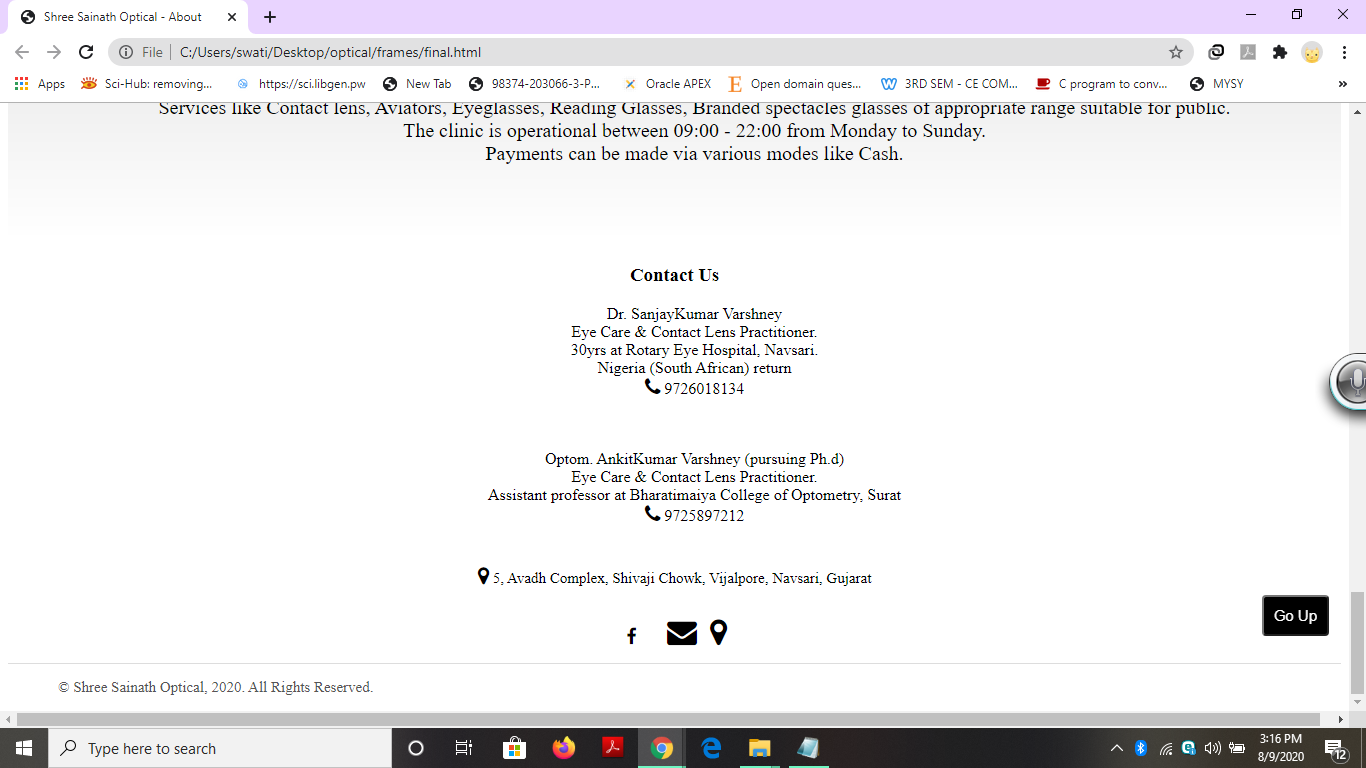 Shree Sainath Optical - About
File
C:/Users/swati/Desktop/optical/frames/final.html
Apps
Sci-Hub: removing...
https://sci.libgen.pw
New Tab
98374-203066-3-P...
Oracle APEX
Open domain ques...
3RD SEM - CE COM...
C program to conv...
MYSY
»
Services like Contact lens, Aviators, Eyeglasses, Reading Glasses, Branded spectacles glasses of appropriate range suitable for public.
The clinic is operational between 09:00 - 22:00 from Monday to Sunday.
Payments can be made via various modes like Cash.
Contact Us
Dr. SanjayKumar Varshney
Eye Care & Contact Lens Practitioner.
30yrs at Rotary Eye Hospital, Navsari.
Nigeria (South African) return
9726018134
Optom. AnkitKumar Varshney (pursuing Ph.d)
Eye Care & Contact Lens Practitioner.
Assistant professor at Bharatimaiya College of Optometry, Surat
9725897212
5, Avadh Complex, Shivaji Chowk, Vijalpore, Navsari, Gujarat
Go Up
© Shree Sainath Optical, 2020. All Rights Reserved.
Type here to search
3:16 PM
8/9/2020
12